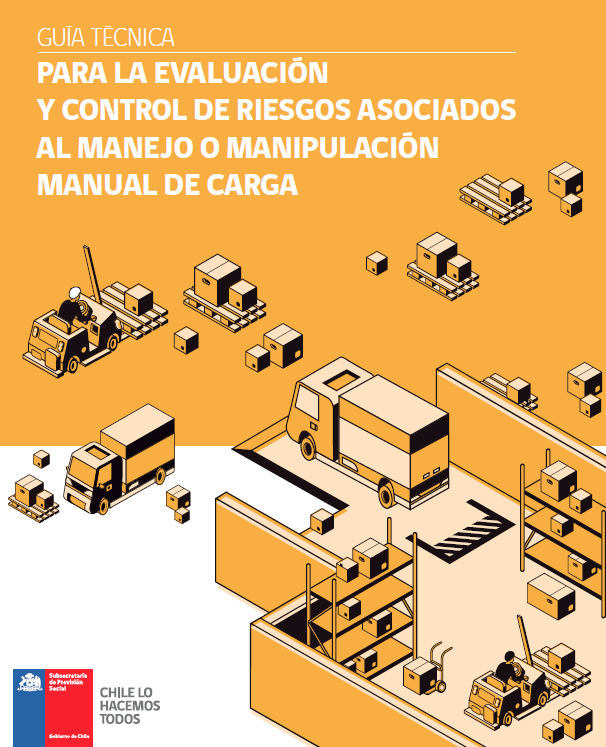 GUÍA TÉCNICA
PARA LA EVALUACIÓN
Y CONTROL DE RIESGOS ASOCIADOS
AL MANEJO O MANIPULACIÓN
MANUAL DE CARGA
Subsecretaría
de Previsión
Social
Gobierno de Chile
CHILE LO
HACEMOS
TODOS